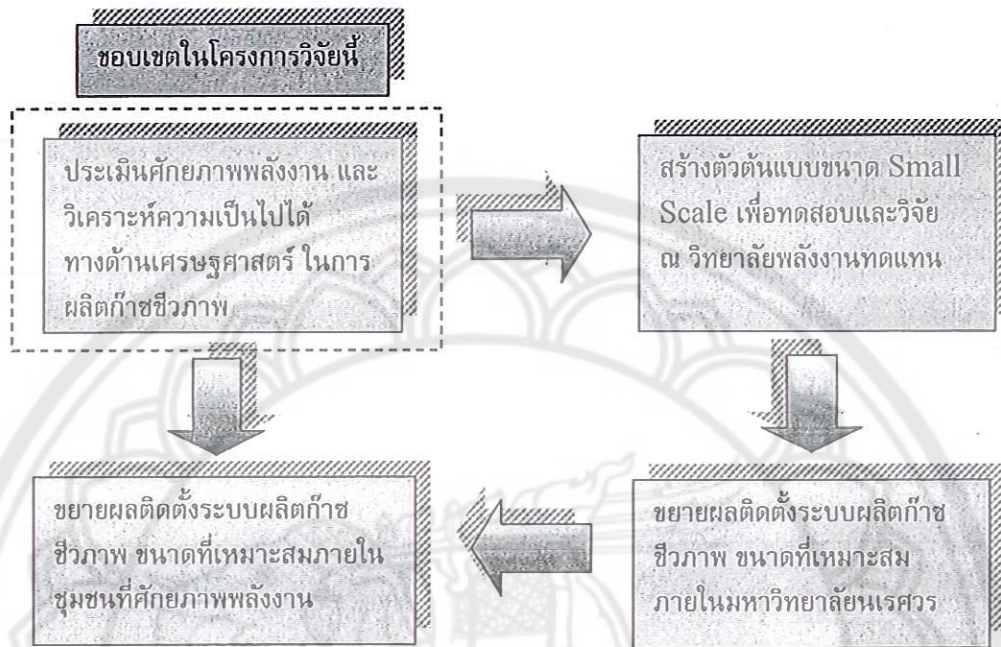 ขอบเขตในโครงการวิจัยนี้
ประเมินศักยภาพพลังงาน และ
วิเคราะห์ความเป็นไปได้
ทางด้านเศรษฐศาสตร์ ในการ
ผลิตก๊าซชีวภาพ
สร้างตัวต้นแบบขนาด Small
Scale เพื่อทดสอบและวิจัย
ณ วิทยาลัยพลังงานทดแทน
ขยายผลติดตั้งระบบผลิตก๊าซ
ชีวภาพ ขนาดที่เหมาะสมภายใน
ชุมชนที่ศักยภาพพลังงาน
ขยายผลติดตั้งระบบผลิตก๊าซ
ชีวภาพ ขนาดที่เหมาะสม
ภายในมหาวิทยาลัยนเรศวร